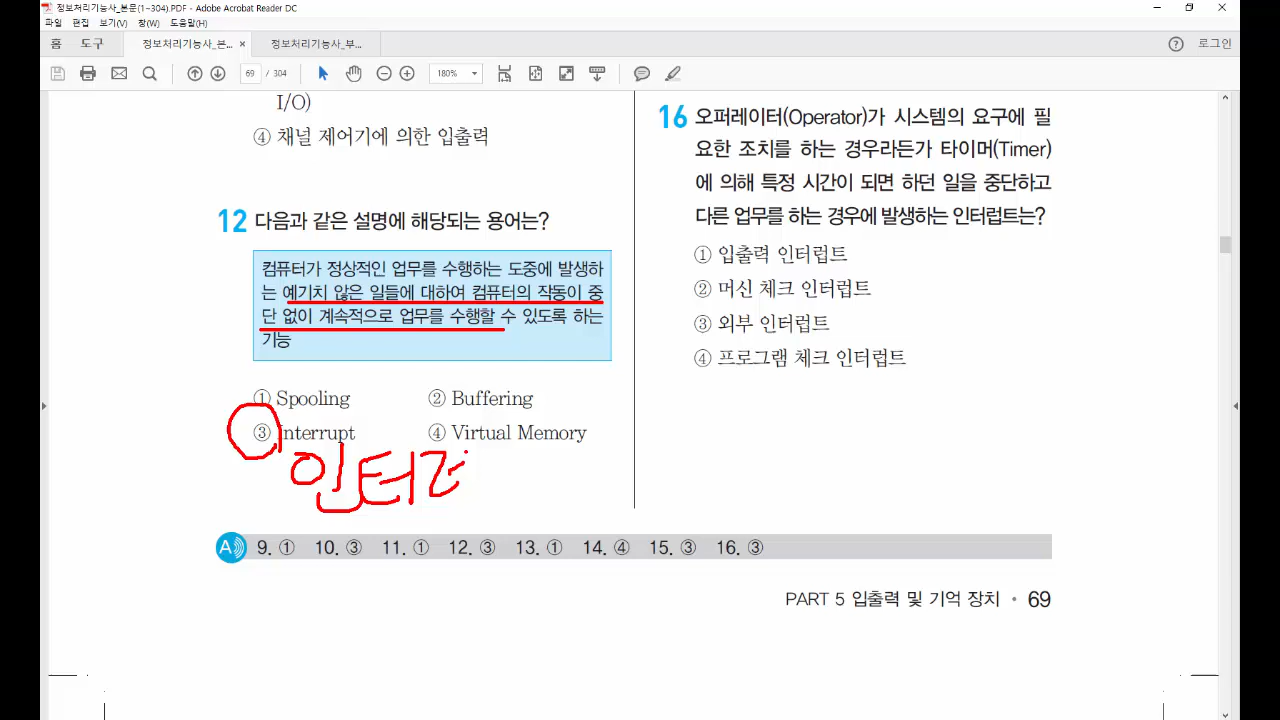 정보처리기능사_본문(1~304).PDF - Adobe Acrobat Reader DC
파일 편집 보기(V) 창(W) 도움말(H)
홈 도구 정보처리기능사_본... × 정보처리기능사_부... 로그인
69 / 304 180%
I/O)
④ 채널 제어기에 의한 입출력
12 다음과 같은 설명에 해당되는 용어는?
컴퓨터가 정상적인 업무를 수행하는 도중에 발생하
는 예기치 않은 일들에 대하여 컴퓨터의 작동이 중
단 없이 계속적으로 업무를 수행할 수 있도록 하는
기능
① Spooling ② Buffering
③ Interrupt ④ Virtual Memory
인터
16 오퍼레이터(Operator)가 시스템의 요구에 필
요한 조치를 하는 경우라든가 타이머(Timer)
에 의해 특정 시간이 되면 하던 일을 중단하고
다른 업무를 하는 경우에 발생하는 인터럽트는?
① 입출력 인터럽트
② 머신 체크 인터럽트
③ 외부 인터럽트
④ 프로그램 체크 인터럽트
A 9. ① 10. ③ 11. ① 12. ③ 13. ① 14. ④ 15. ③ 16. ③
PART 5 입출력 및 기억 장치 • 69